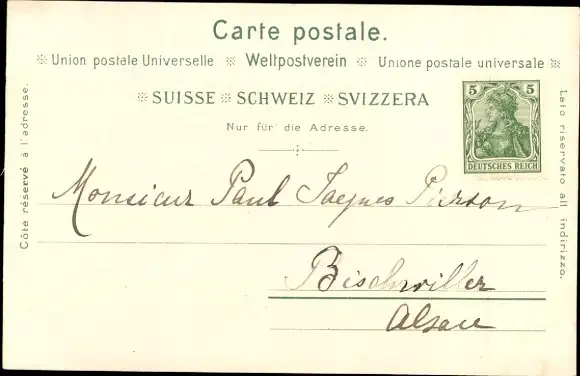 Carte postale.
※ Union postale Universelle ※ Weltpostverein ※ Unione postale universale ※
※ SUISSE ※ SCHWEIZ ※ SVIZZERA
Nur für die Adresse.
5 5
DEUTSCHES REICH
Côté réservé à l'adresse.
Lato riservato all indirizzo.
Monsieur Paul Jacques Pierson
Bischwiller
Alsace